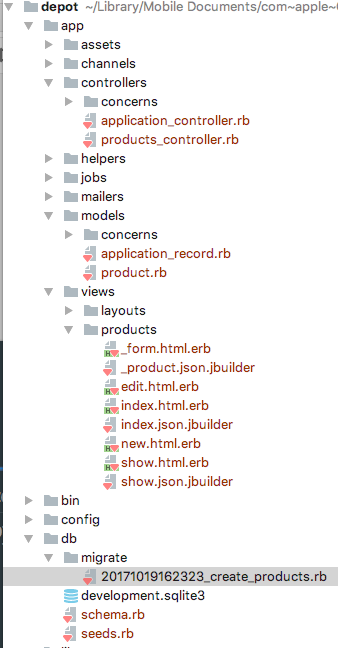 depot ~/Library/Mobile Documents/com~apple~
app
assets
channels
controllers
concerns
application_controller.rb
products_controller.rb
helpers
jobs
mailers
models
concerns
application_record.rb
product.rb
views
layouts
products
_form.html.erb
_product.json.jbuilder
edit.html.erb
index.html.erb
index.json.jbuilder
new.html.erb
show.html.erb
show.json.jbuilder
bin
config
db
migrate
20171019162323_create_products.rb
development.sqlite3
schema.rb
seeds.rb